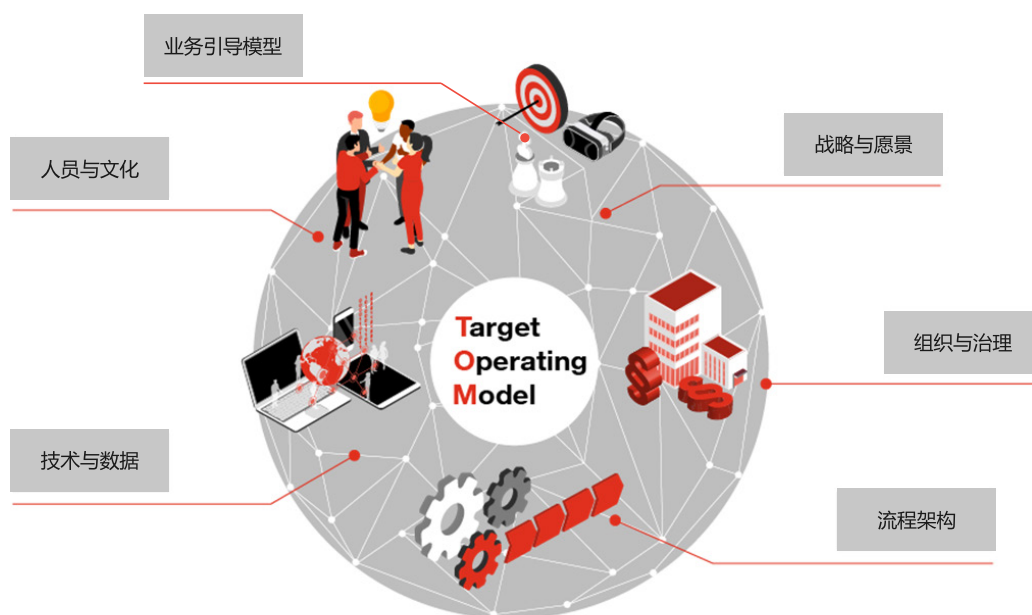 业务引导模型
战略与愿景
人员与文化
Target
Operating
Model
组织与治理
技术与数据
流程架构